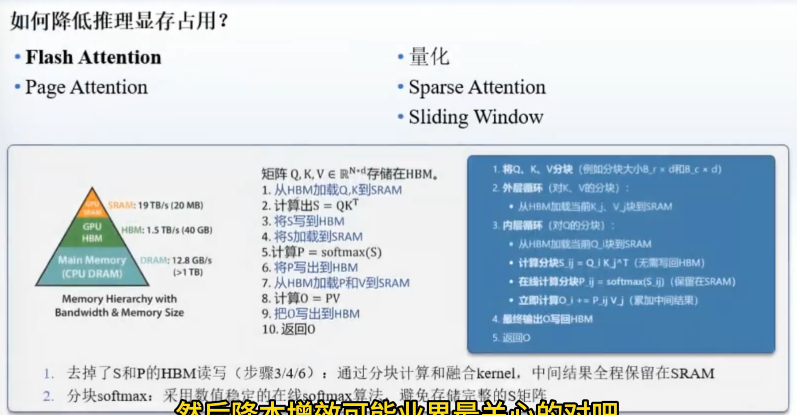 如何降低推理显存占用？
• Flash Attention
• Page Attention
• 量化
• Sparse Attention
• Sliding Window
GPU
SRAM
SRAM: 19 TB/s (20 MB)
GPU
HBM
HBM: 1.5 TB/s (40 GB)
Main Memory
(CPU DRAM)
DRAM: 12.8 GB/s
(>1 TB)
Memory Hierarchy with
Bandwidth & Memory Size
矩阵 Q, K, V ∈ ℝᴺˣᵈ存储在HBM。
1. 从HBM加载Q,K到SRAM
2. 计算出S = QKᵀ
3. 将S写到HBM
4. 将S加载到SRAM
5.计算P = softmax(S)
6. 将P写出到HBM
7. 从HBM加载P和V到SRAM
8. 计算O = PV
9. 把O写出到HBM
10. 返回O
1. 将Q、K、V分块（例如分块大小B_r × d和B_c × d）
2. 外层循环（对K、V的分块）:
• 从HBM加载当前K_j、V_j块到SRAM
3. 内层循环（对Q的分块）:
• 从HBM加载当前Q_i块到SRAM
• 计算分块S_ij = Q_i K_j^T（无需写回HBM）
• 在线计算分块P_ij = softmax(S_ij)（保留在SRAM）
• 立即计算O_i += P_ij V_j（累加中间结果）
4. 最终输出O写回HBM
5. 返回O
1. 去掉了S和P的HBM读写（步骤3/4/6）：通过分块计算和融合kernel，中间结果全程保留在SRAM
2. 分块softmax：采用数值稳定的在线softmax算法，避免存储完整的S矩阵
然后降本增效可能业界最关心的对吧